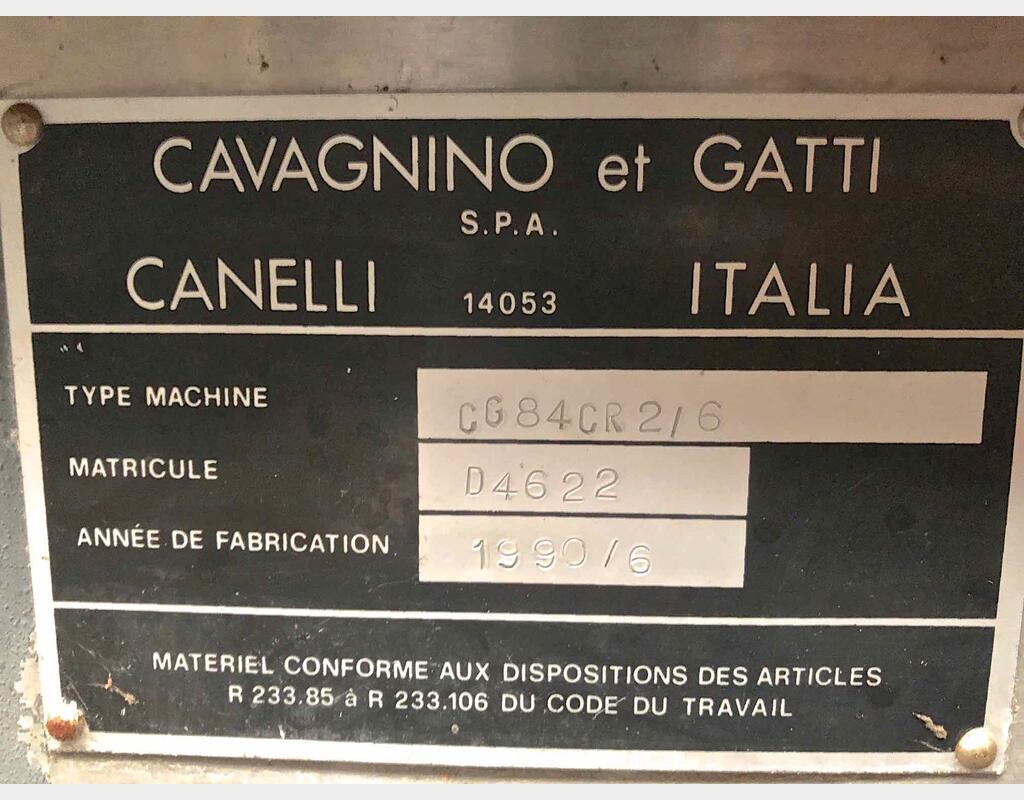 CAVAGNINO et GATTI
S.P.A.
CANELLI 14053 ITALIA
TYPE MACHINE CG84CR2/6
MATRICULE D4622
ANNÉE DE FABRICATION 1990/6
MATERIEL CONFORME AUX DISPOSITIONS DES ARTICLES
R 233.85 à R 233.106 DU CODE DU TRAVAIL